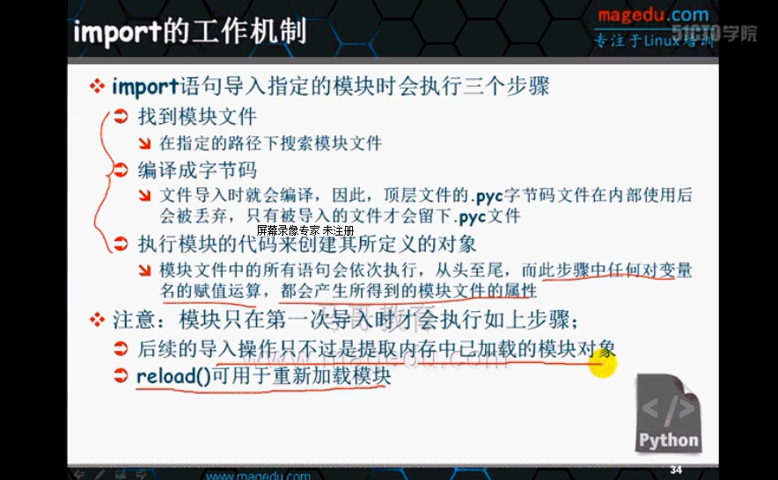 import的工作机制
magedu.com
专注于Linux培训
51CTO学院
import语句导入指定的模块时会执行三个步骤
找到模块文件
在指定的路径下搜索模块文件
编译成字节码
文件导入时就会编译，因此，顶层文件的.pyc字节码文件在内部使用后
会被丢弃，只有被导入的文件才会留下.pyc文件
屏幕录像专家 未注册
执行模块的代码来创建其所定义的对象
模块文件中的所有语句会依次执行，从头至尾，而此步骤中任何对变量
名的赋值运算，都会产生所得到的模块文件的属性
马哥教育
注意：模块只在第一次导入时才会执行如上步骤；
后续的导入操作只不过是提取内存中已加载的模块对象
www.magedu.com
reload()可用于重新加载模块
</>
Python
www.magedu.com
34